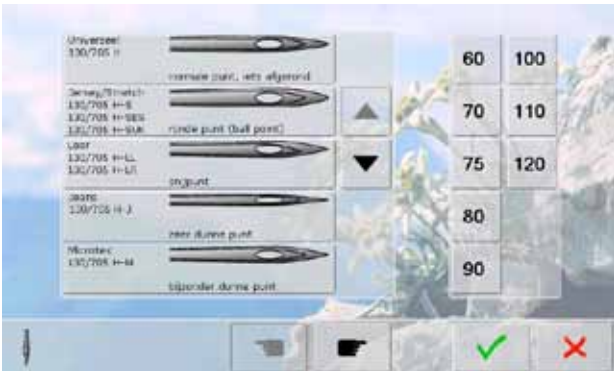 Universeel
130/705 H
normale punt, iets afgerond
Jersey/Stretch
130/705 H-S
130/705 H-SES
130/705 H-SUK
ronde punt (ball point)
Leer
130/705 H-LL
130/705 H-LR
snijpunt
Jeans
130/705 H-J
zeer dunne punt
Microtex
130/705 H-M
bijzonder dunne punt
60 100
70 110
75 120
80
90